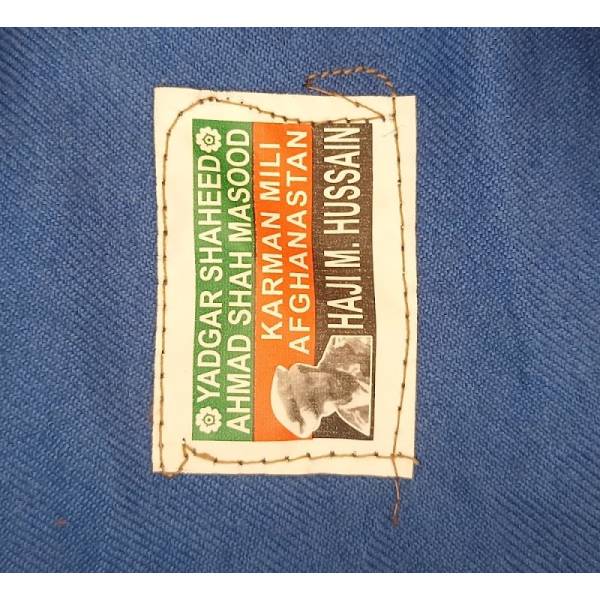 YADGAR SHAHEED
AHMAD SHAH MASOOD
KARMAN MILI
AFGHANASTAN
HAJI M. HUSSAIN